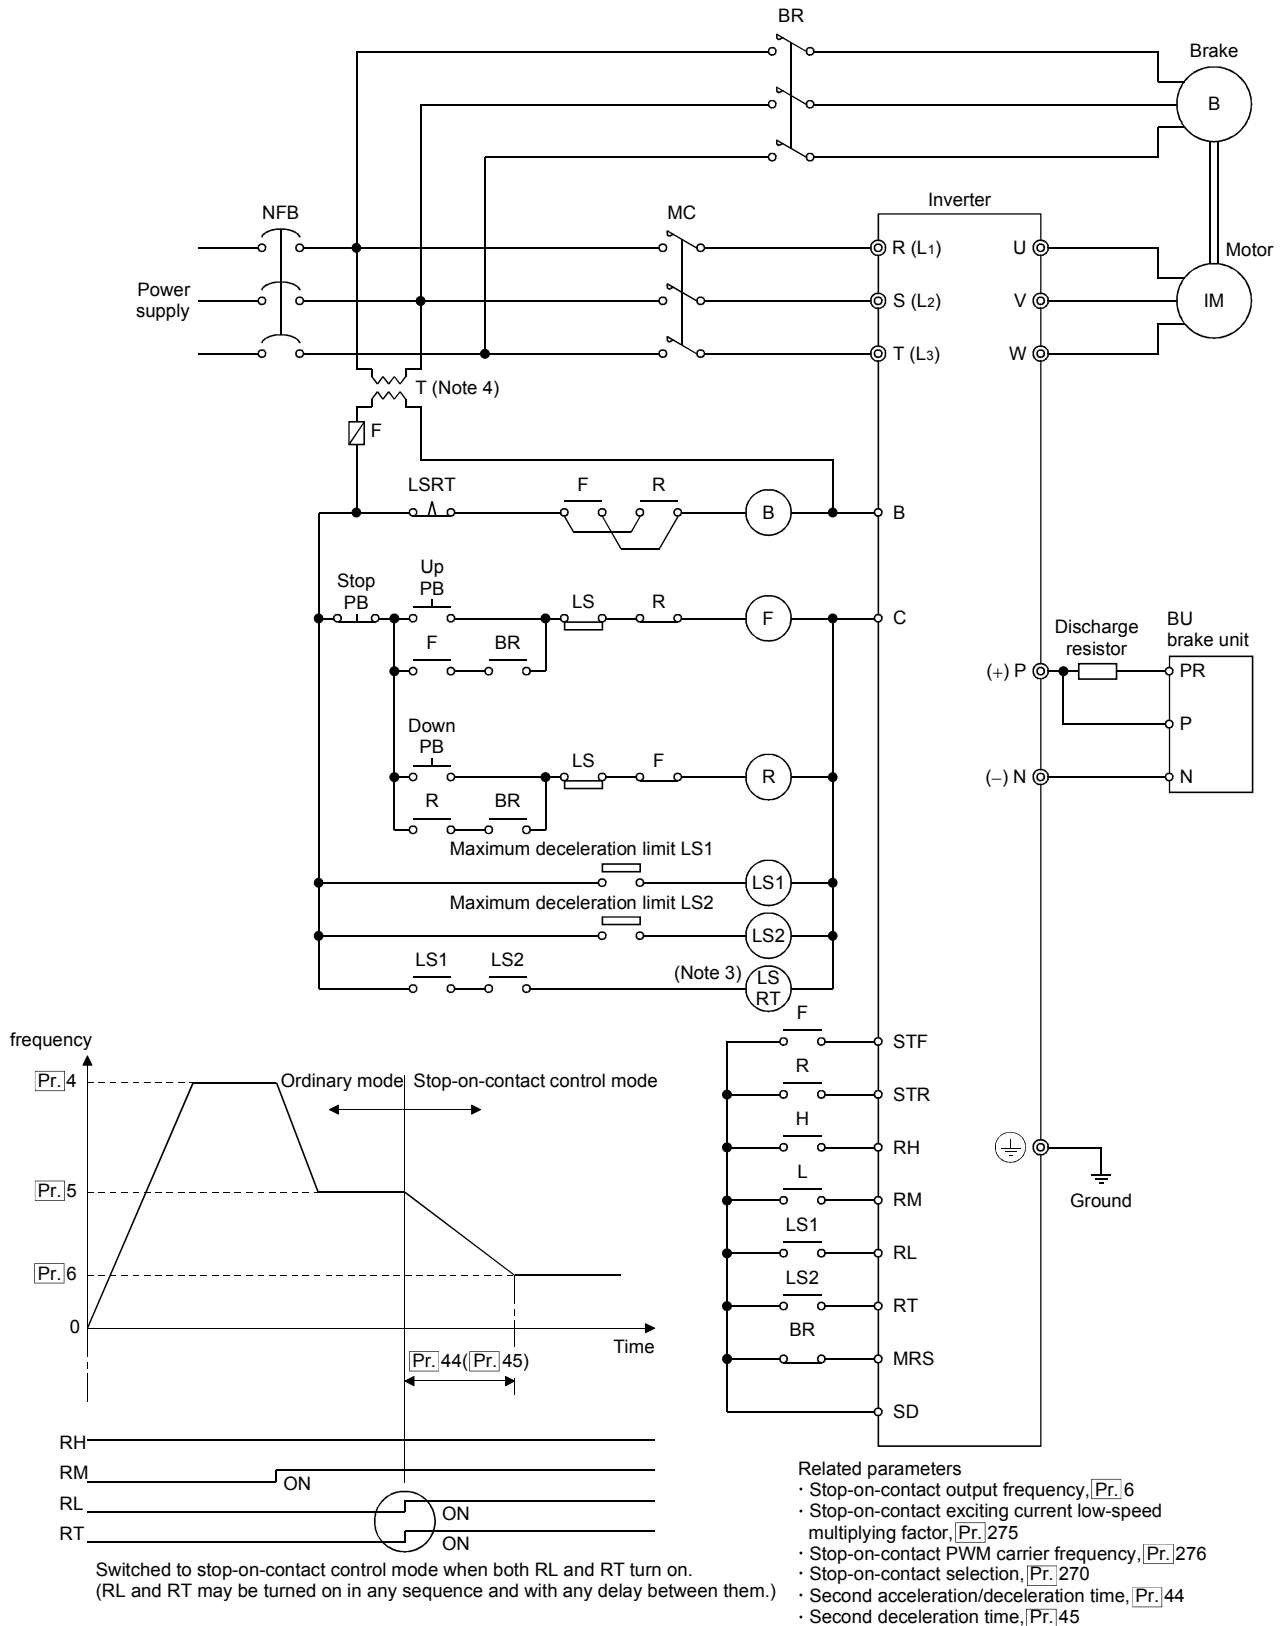 BR
Brake
B
NFB
MC
Inverter
Power
supply
R (L1)
U
Motor
S (L2)
V
IM
T (L3)
W
T (Note 4)
F
LSRT
F
R
B
B
Stop
PB
Up
PB
LS
R
F
C
F
BR
Discharge
resistor
BU
brake unit
(+) P
PR
P
Down
PB
LS
F
R
(−) N
N
R
BR
Maximum deceleration limit LS1
LS1
Maximum deceleration limit LS2
LS2
LS1
LS2
(Note 3)
LS
RT
F
STF
R
STR
H
RH
L
RM
LS1
RL
LS2
RT
BR
MRS
SD
Ground
frequency
Pr. 4
Ordinary mode
Stop-on-contact control mode
Pr. 5
Pr. 6
0
Time
Pr. 44(Pr. 45)
RH
RM
ON
RL
ON
RT
ON
Switched to stop-on-contact control mode when both RL and RT turn on.
(RL and RT may be turned on in any sequence and with any delay between them.)
Related parameters
· Stop-on-contact output frequency, Pr. 6
· Stop-on-contact exciting current low-speed
multiplying factor, Pr. 275
· Stop-on-contact PWM carrier frequency, Pr. 276
· Stop-on-contact selection, Pr. 270
· Second acceleration/deceleration time, Pr. 44
· Second deceleration time, Pr. 45